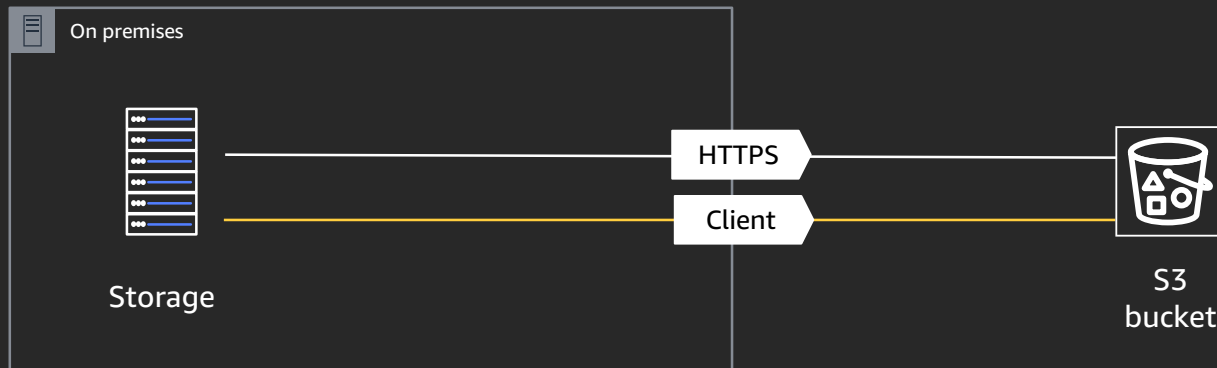 On premises
HTTPS
Client
Storage
S3
bucket